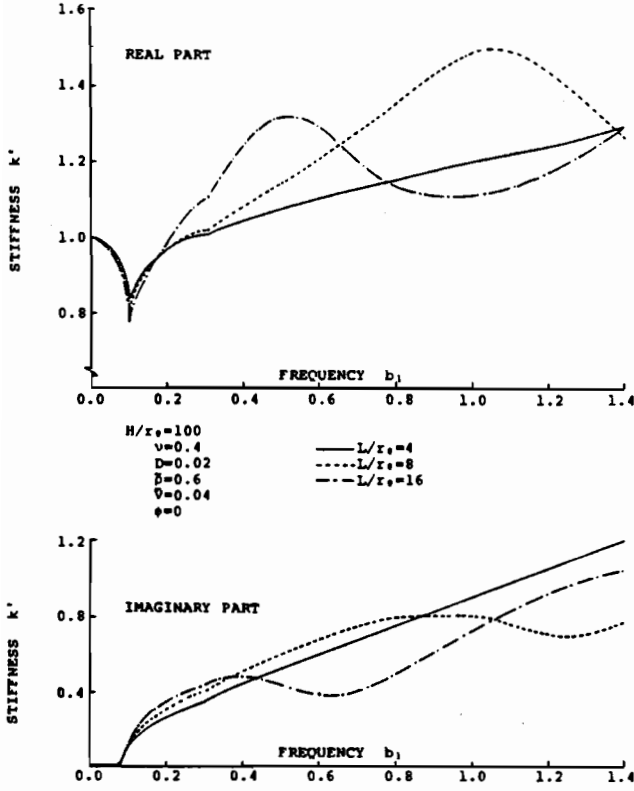 1.6
REAL PART
1.4
1.2
1.0
0.8
STIFFNESS k'
FREQUENCY b₁
0.0 0.2 0.4 0.6 0.8 1.0 1.2 1.4
H/r₀=100
ν=0.4
D=0.02
ρ̄=0.6
V̄=0.04
φ=0
L/r₀=4
L/r₀=8
L/r₀=16
1.2
IMAGINARY PART
0.8
0.4
STIFFNESS k'
FREQUENCY b₁
0.0 0.2 0.4 0.6 0.8 1.0 1.2 1.4